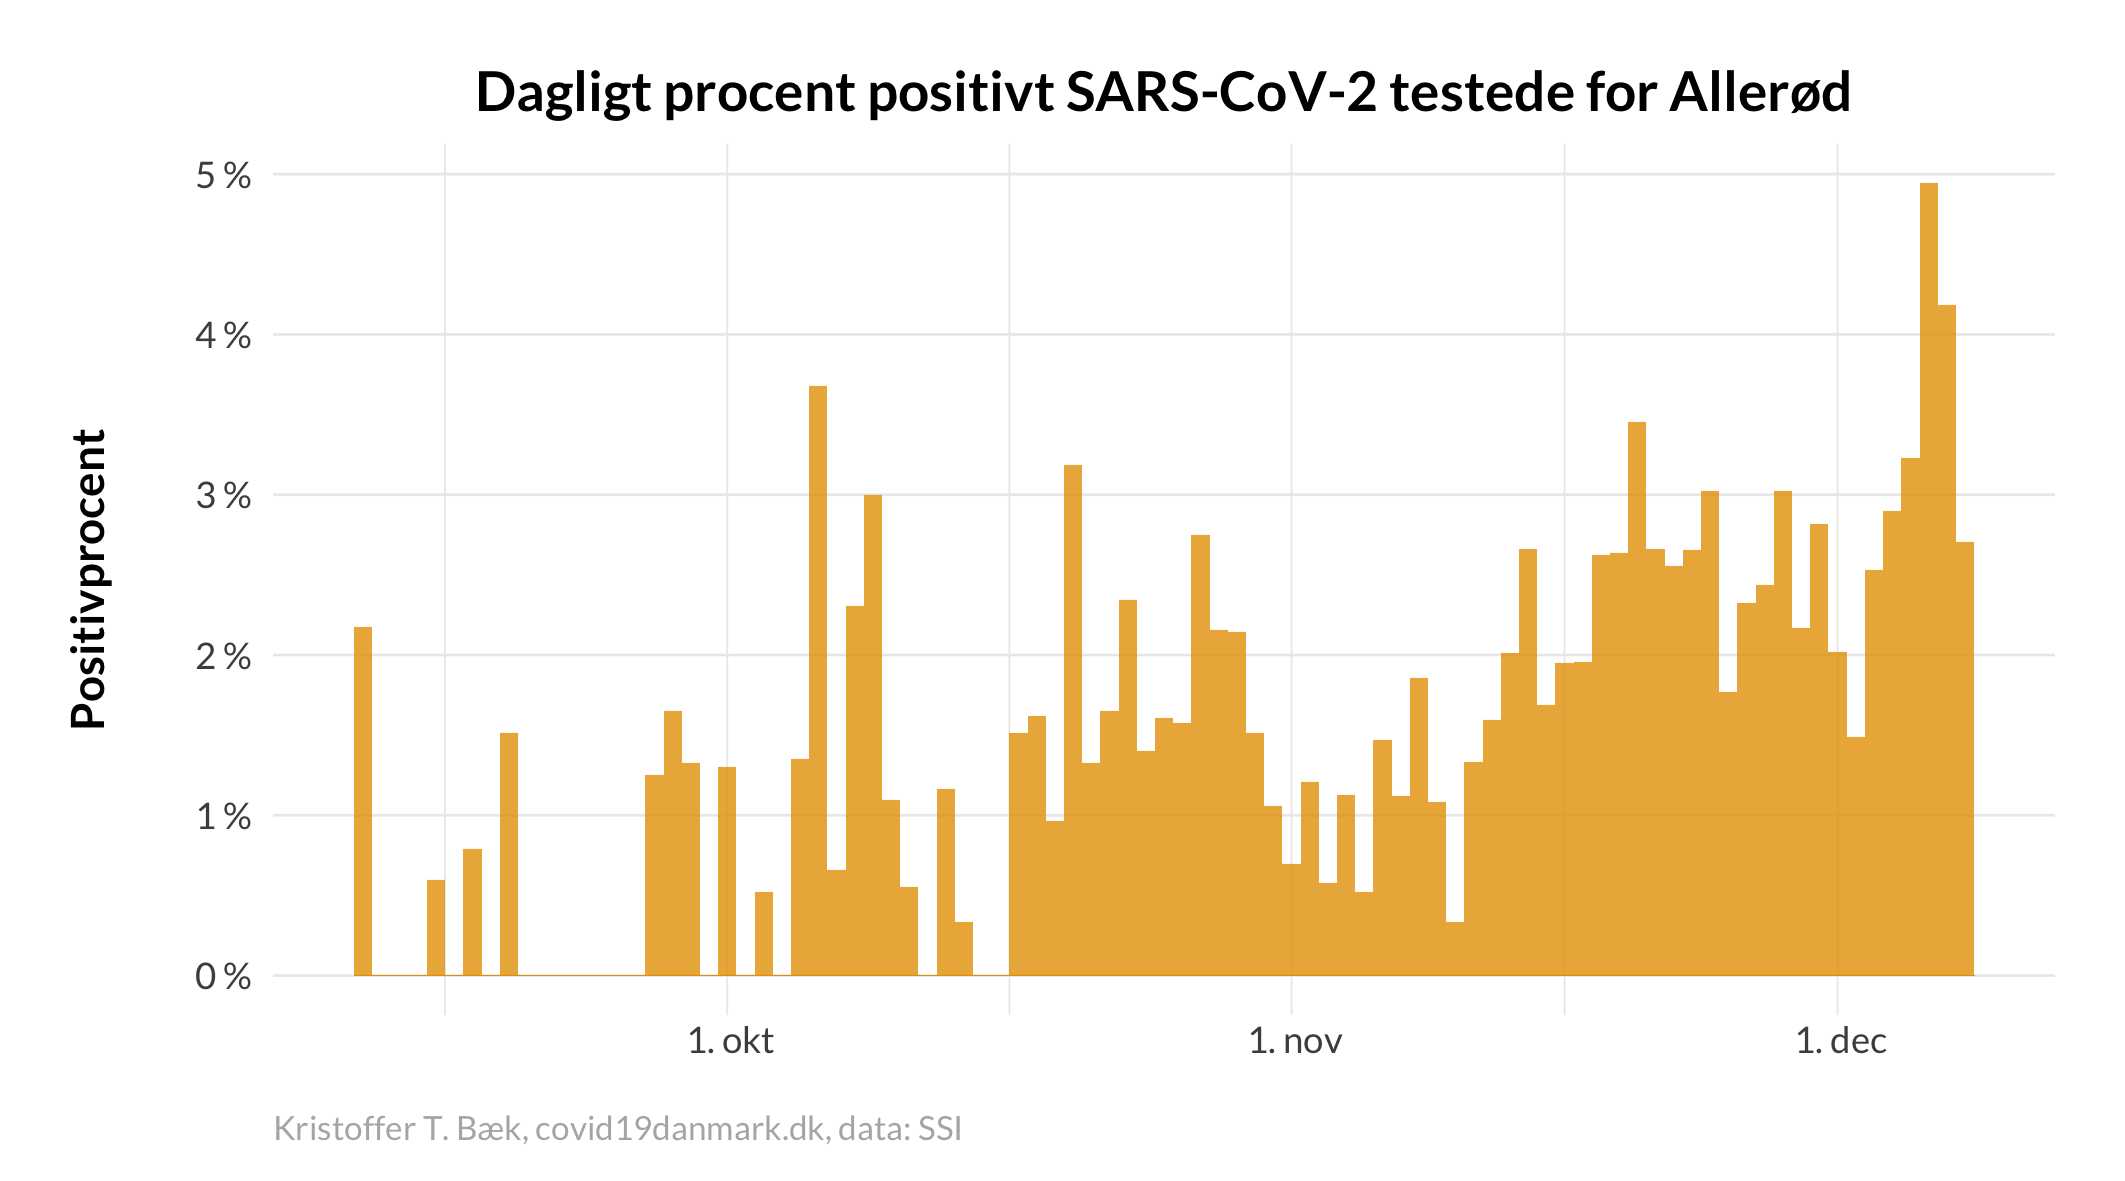 Dagligt procent positivt SARS-CoV-2 testede for Allerød
Positivprocent
5 %
4 %
3 %
2 %
1 %
0 %
1. okt
1. nov
1. dec
Kristoffer T. Bæk, covid19danmark.dk, data: SSI